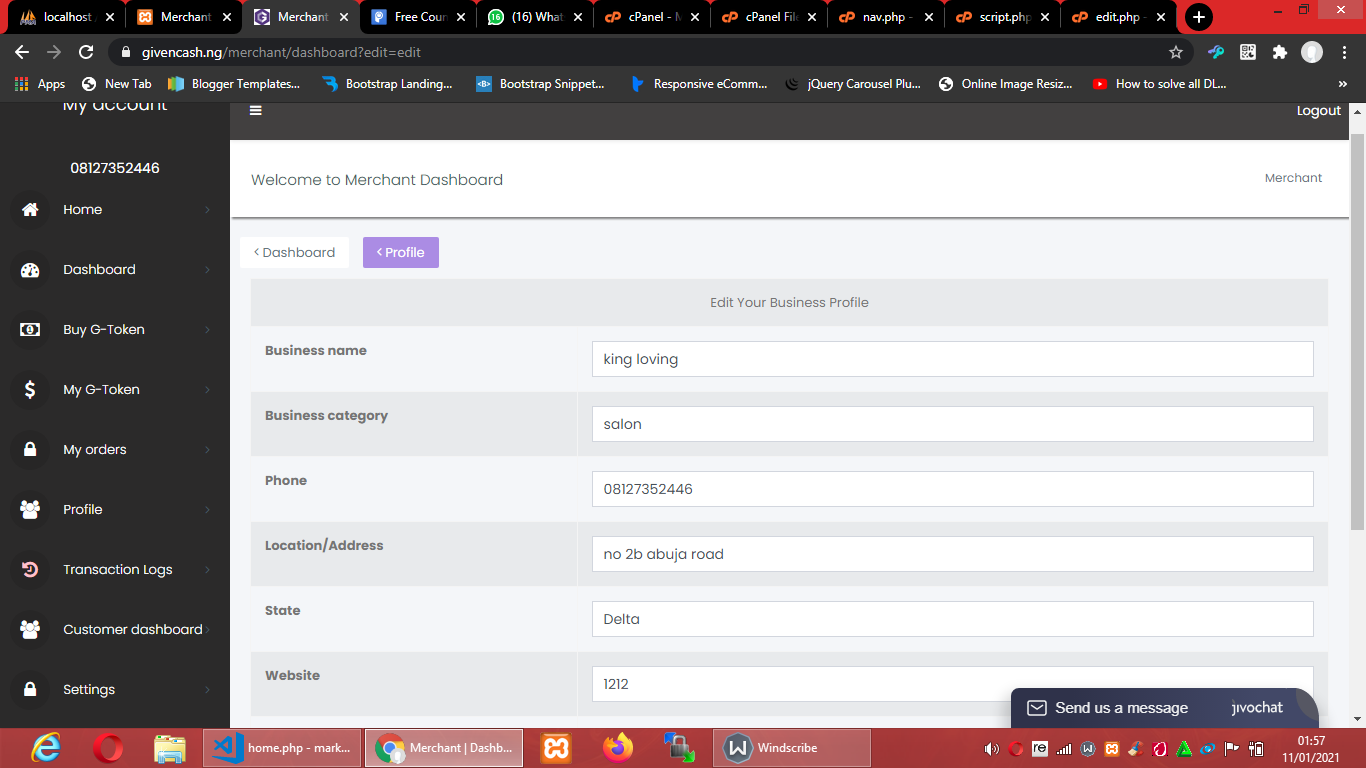 localhost
Merchant
Merchant
Free Cour
(16) What
cPanel - M
cPanel File
nav.php -
script.php
edit.php -
givencash.ng/merchant/dashboard?edit=edit
Apps
New Tab
Blogger Templates...
Bootstrap Landing...
Bootstrap Snippet...
Responsive eComm...
jQuery Carousel Plu...
Online Image Resiz...
How to solve all DL...
»
My account
Logout
08127352446
Welcome to Merchant Dashboard
Merchant
Home
Dashboard
Buy G-Token
My G-Token
My orders
Profile
Transaction Logs
Customer dashboard
Settings
< Dashboard
< Profile
Edit Your Business Profile
Business name
king loving
Business category
salon
Phone
08127352446
Location/Address
no 2b abuja road
State
Delta
Website
1212
Send us a message
jivochat
home.php - mark...
Merchant | Dashb...
Windscribe
01:57
11/01/2021